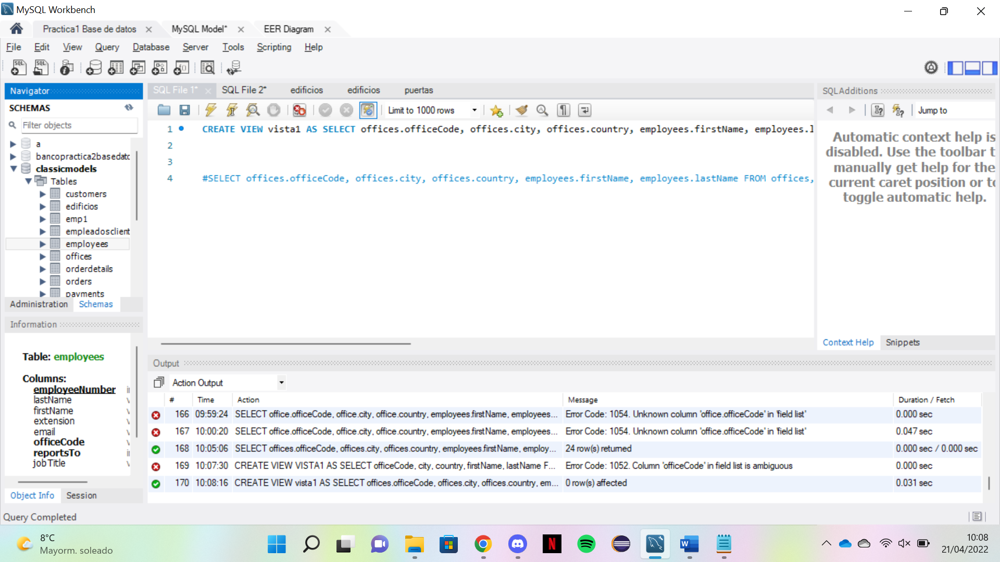 MySQL Workbench
Practica1 Base de datos
MySQL Model*
EER Diagram
File Edit View Query Database Server Tools Scripting Help
Navigator
SCHEMAS
Filter objects
a
bancopractica2basedatc
classicmodels
Tables
customers
edificios
emp1
empleadosclient
employees
offices
orderdetails
orders
payments
Administration Schemas
Information
Table: employees
Columns:
employeeNumber
lastName
firstName
extension
email
officeCode
reportsTo
jobTitle
Object Info Session
SQL File 1* SQL File 2* edificios edificios puertas
Limit to 1000 rows
1 CREATE VIEW vista1 AS SELECT offices.officeCode, offices.city, offices.country, employees.firstName, employees.l
2
3
4 #SELECT offices.officeCode, offices.city, offices.country, employees.firstName, employees.lastName FROM offices,
SQLAdditions
Jump to
Automatic context help is
disabled. Use the toolbar t
manually get help for the
current caret position or to
toggle automatic help.
Context Help Snippets
Output
Action Output
# Time Action Message Duration / Fetch
166 09:59:24 SELECT office.officeCode, office.city, office.country, employees.firstName, employees... Error Code: 1054. Unknown column 'office.officeCode' in 'field list' 0.000 sec
167 10:00:20 SELECT office.officeCode, office.city, office.country, employees.firstName, employees... Error Code: 1054. Unknown column 'office.officeCode' in 'field list' 0.047 sec
168 10:05:06 SELECT offices.officeCode, offices.city, offices.country, employees.firstName, employ... 24 row(s) returned 0.000 sec / 0.000 sec
169 10:07:30 CREATE VIEW VISTA1 AS SELECT officeCode, city, country, firstName, lastName F... Error Code: 1052. Column 'officeCode' in field list is ambiguous 0.000 sec
170 10:08:16 CREATE VIEW vista1 AS SELECT offices.officeCode, offices.city, offices.country, em... 0 row(s) affected 0.031 sec
Query Completed
8°C
Mayorm. soleado
10:08
21/04/2022